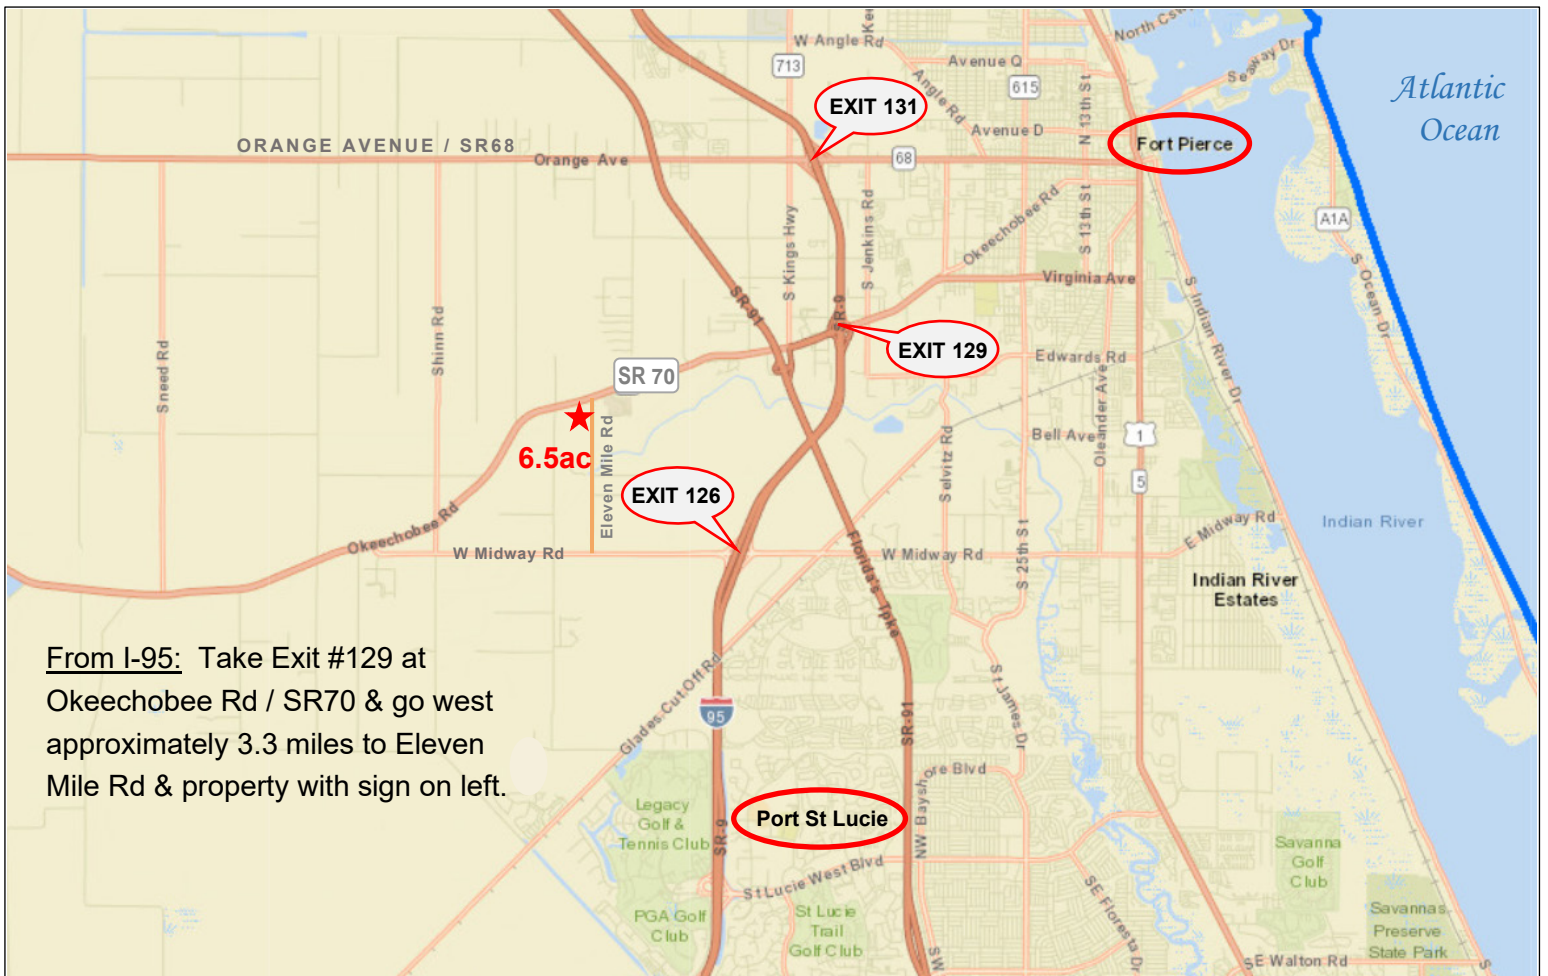 North Cswy
Seaway Dr
Atlantic
Ocean
W Angle Rd
Avenue Q
713
Angle Rd
615
N 13th St
EXIT 131
Avenue D
Fort Pierce
ORANGE AVENUE / SR68
Orange Ave
68
S Kings Hwy
S Jenkins Rd
Okeechobee Rd
S 13th St
A1A
Virginia Ave
S Indian River Dr
S Ocean Dr
SR-91
SR-9
Shinn Rd
Sneed Rd
EXIT 129
Edwards Rd
SR 70
Oleander Ave
6.5ac
Eleven Mile Rd
Bell Ave
1
Selvitz Rd
5
EXIT 126
Okeechobee Rd
W Midway Rd
Florida's Tpke
W Midway Rd
S 25th St
E Midway Rd
Indian River
Indian River
Estates
From I-95: Take Exit #129 at
Okeechobee Rd / SR70 & go west
approximately 3.3 miles to Eleven
Mile Rd & property with sign on left.
Glades Cut Off Rd
95
SR-91
St James Dr
NW Bayshore Blvd
Legacy
Golf &
Tennis Club
SR-9
Port St Lucie
St Lucie West Blvd
Savanna
Golf
Club
SE Floresta Dr
PGA Golf
Club
St Lucie
Trail
Golf Club
SW
Savannas
Preserve
State Park
SE Walton Rd
S